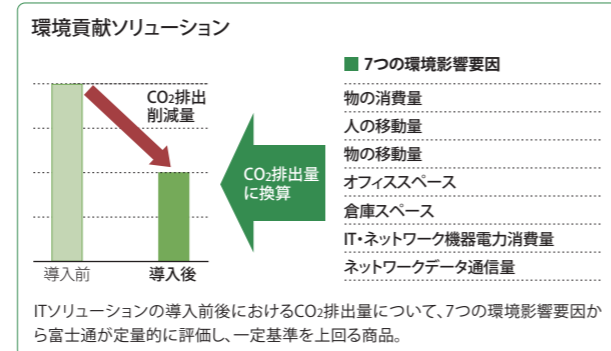 環境貢献ソリューション
CO2排出
削減量
導入前
導入後
CO2排出量
に換算
■ 7つの環境影響要因
物の消費量
人の移動量
物の移動量
オフィススペース
倉庫スペース
IT・ネットワーク機器電力消費量
ネットワークデータ通信量
ITソリューションの導入前後におけるCO2排出量について、7つの環境影響要因か
ら富士通が定量的に評価し、一定基準を上回る商品。